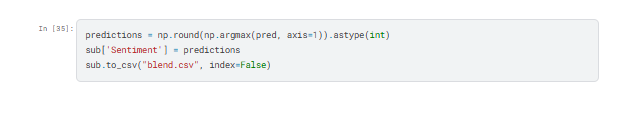 In [35]:
predictions = np.round(np.argmax(pred, axis=1)).astype(int)
sub['Sentiment'] = predictions
sub.to_csv("blend.csv", index=False)